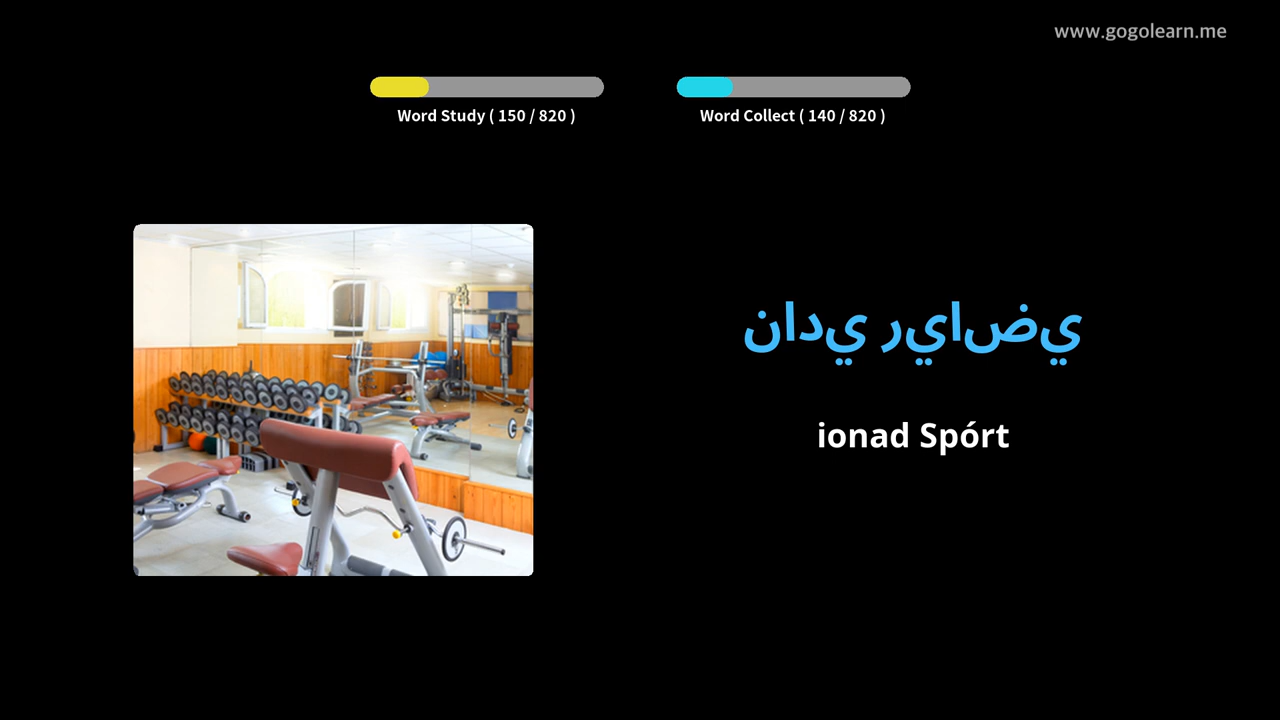 www.gogolearn.me
Word Study ( 150 / 820 )
Word Collect ( 140 / 820 )
نادي رياضي
ionad Spórt